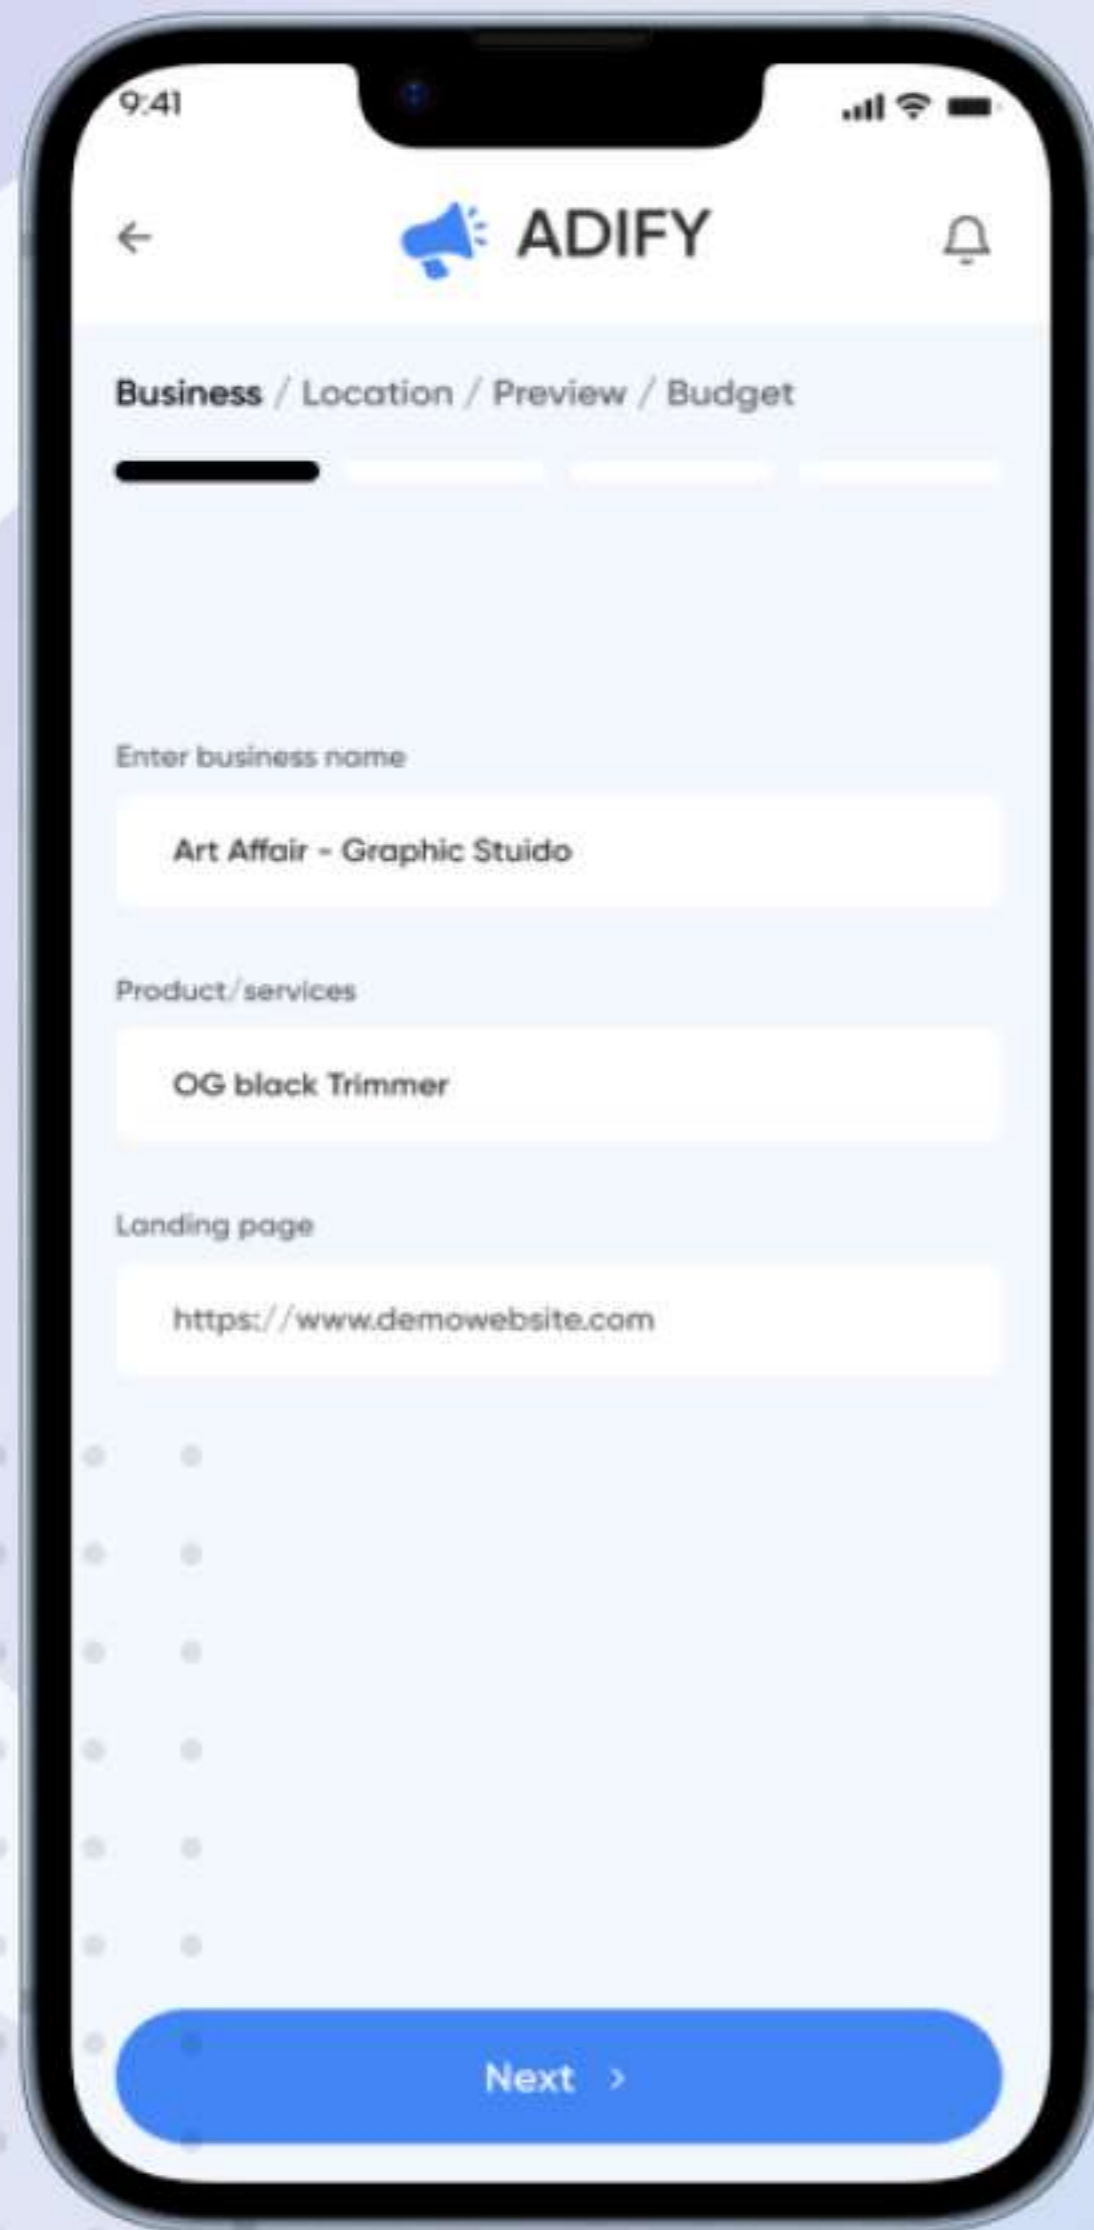 9:41
ADIFY
Business / Location / Preview / Budget
Enter business name
Art Affair - Graphic Stuido
Product/services
OG black Trimmer
Landing page
https://www.demowebsite.com
Next >